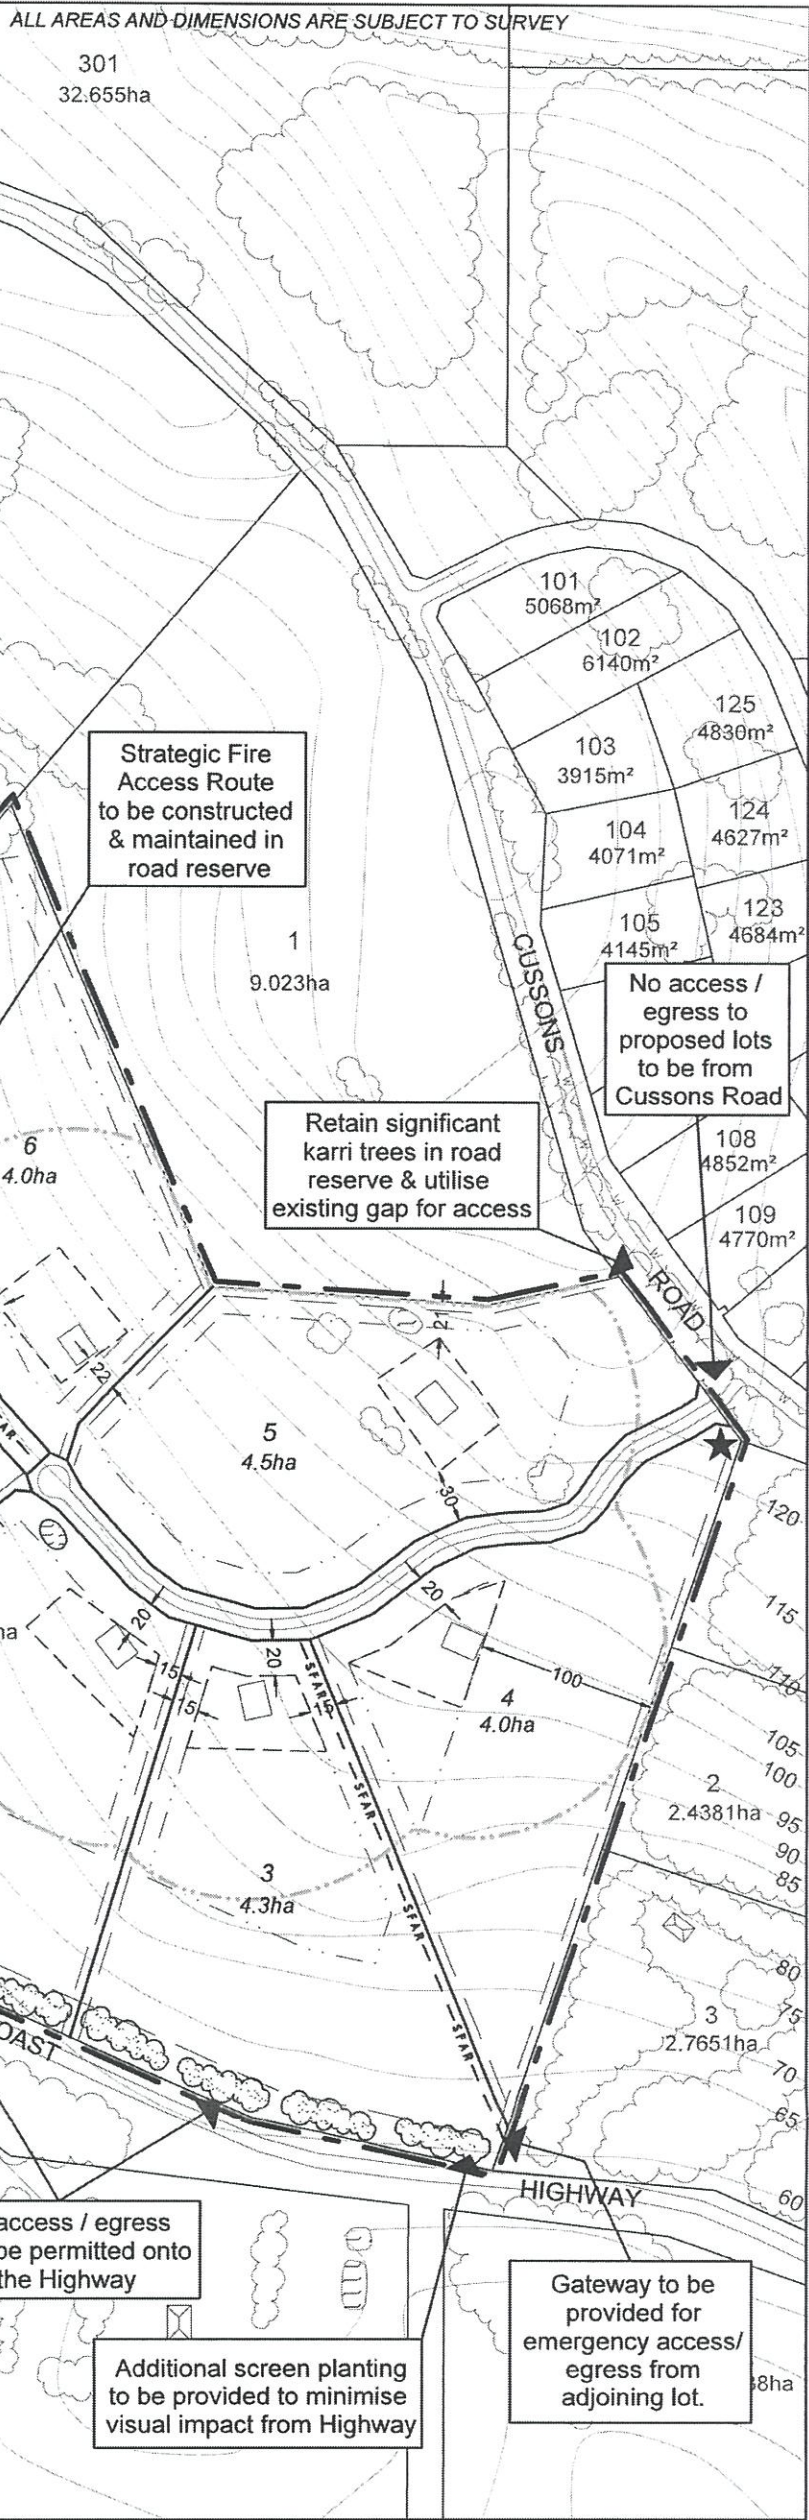 ALL AREAS AND DIMENSIONS ARE SUBJECT TO SURVEY
301
32.655ha
101
5068m²
102
6140m²
125
4830m²
103
3915m²
124
4627m²
104
4071m²
123
4684m²
105
4145m²
Strategic Fire
Access Route
to be constructed
& maintained in
road reserve
1
9.023ha
CUSSONS
No access /
egress to
proposed lots
to be from
Cussons Road
Retain significant
karri trees in road
reserve & utilise
existing gap for access
6
4.0ha
108
4852m²
109
4770m²
ROAD
21
22
5
4.5ha
30
120
115
110
105
100
95
90
85
80
75
70
65
60
20
20
20
15
15
15
100
SFAR
SFAR
SFAR
SFAR
4
4.0ha
2
2.4381ha
3
4.3ha
3
2.7651ha
OAST
HIGHWAY
access / egress
be permitted onto
the Highway
Gateway to be
provided for
emergency access/
egress from
adjoining lot.
Additional screen planting
to be provided to minimise
visual impact from Highway
8ha